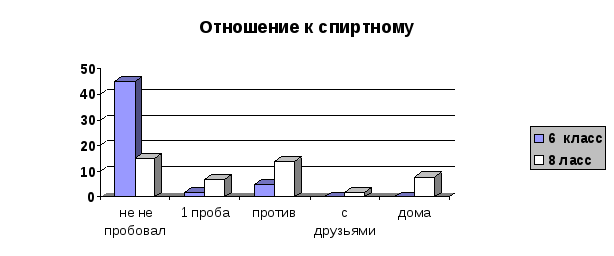 Отношение к спиртному
50
40
30
20
10
0
не не
пробовал
1 проба
против
с
друзьями
дома
6 класс
8 ласс